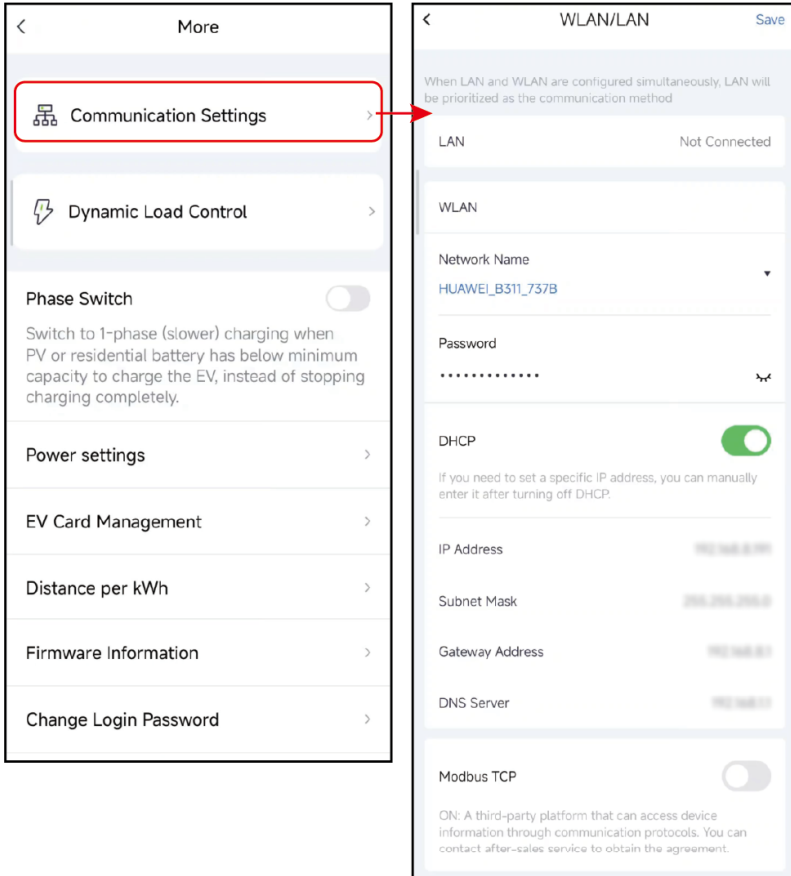 More
Communication Settings
Dynamic Load Control
Phase Switch
Switch to 1-phase (slower) charging when
PV or residential battery has below minimum
capacity to charge the EV, instead of stopping
charging completely.
Power settings
EV Card Management
Distance per kWh
Firmware Information
Change Login Password
WLAN/LAN
Save
When LAN and WLAN are configured simultaneously, LAN will
be prioritized as the communication method
LAN
Not Connected
WLAN
Network Name
HUAWEI_B311_737B
Password
•••••••••••••
DHCP
If you need to set a specific IP address, you can manually
enter it after turning off DHCP.
IP Address
Subnet Mask
Gateway Address
DNS Server
Modbus TCP
ON: A third-party platform that can access device
information through communication protocols. You can
contact after-sales service to obtain the agreement.